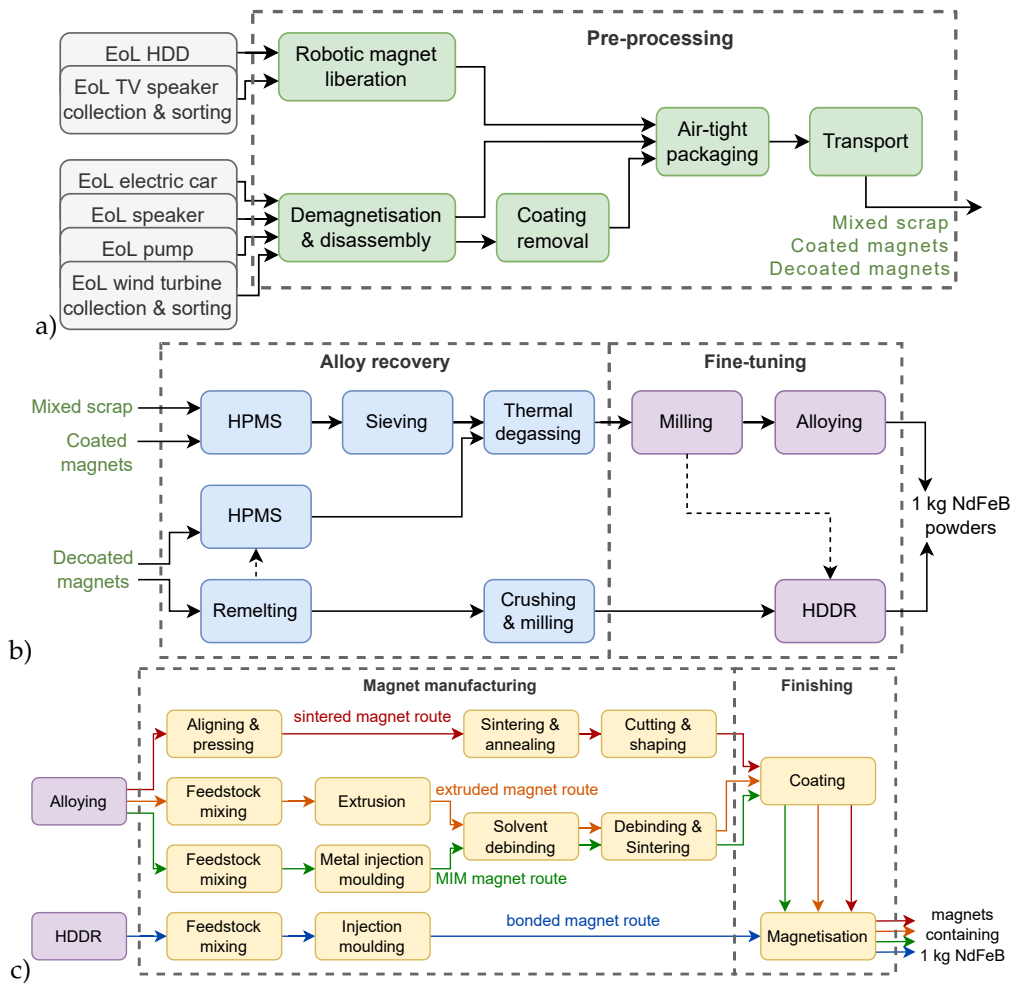 Pre-processing
EoL HDD
EoL TV speaker
collection & sorting
Robotic magnet
liberation
EoL electric car
EoL speaker
EoL pump
EoL wind turbine
collection & sorting
Demagnetisation
& disassembly
Coating
removal
Air-tight
packaging
Transport
Mixed scrap
Coated magnets
Decoated magnets
a)
Alloy recovery
Fine-tuning
Mixed scrap
Coated
magnets
HPMS
Sieving
Thermal
degassing
Milling
Alloying
HPMS
1 kg NdFeB
powders
Decoated
magnets
Remelting
Crushing
& milling
HDDR
b)
Magnet manufacturing
Finishing
Aligning &
pressing
sintered magnet route
Sintering &
annealing
Cutting &
shaping
Alloying
Feedstock
mixing
Extrusion
extruded magnet route
Solvent
debinding
Debinding &
Sintering
Coating
Feedstock
mixing
Metal injection
moulding
MIM magnet route
HDDR
Feedstock
mixing
Injection
moulding
bonded magnet route
Magnetisation
magnets
containing
1 kg NdFeB
c)